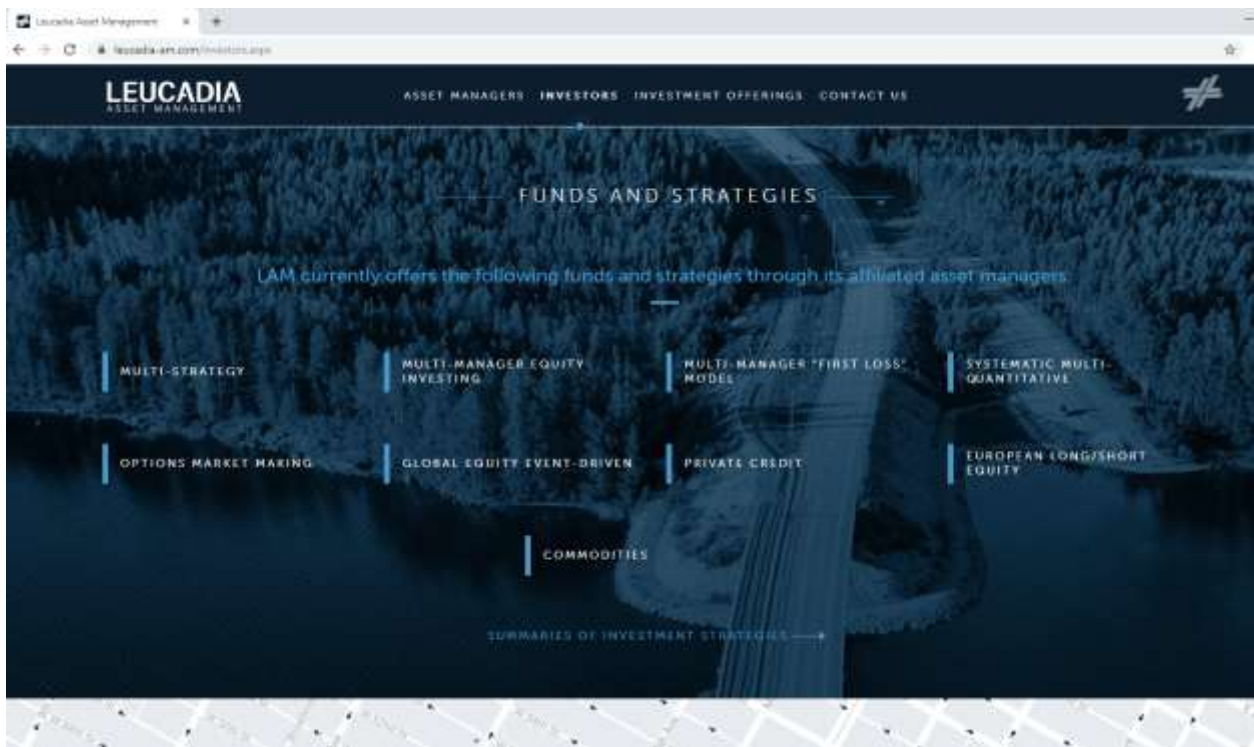 Leucadia Asset Management
leucadia-am.com/investors.aspx
LEUCADIA
ASSET MANAGEMENT
ASSET MANAGERS INVESTORS INVESTMENT OFFERINGS CONTACT US
FUNDS AND STRATEGIES
LAM currently offers the following funds and strategies through its affiliated asset managers
MULTI-STRATEGY
MULTI-MANAGER EQUITY
INVESTING
MULTI-MANAGER "FIRST LOSS"
MODEL
SYSTEMATIC MULTI-
QUANTITATIVE
OPTIONS MARKET MAKING
GLOBAL EQUITY EVENT-DRIVEN
PRIVATE CREDIT
EUROPEAN LONG/SHORT
EQUITY
COMMODITIES
SUMMARIES OF INVESTMENT STRATEGIES